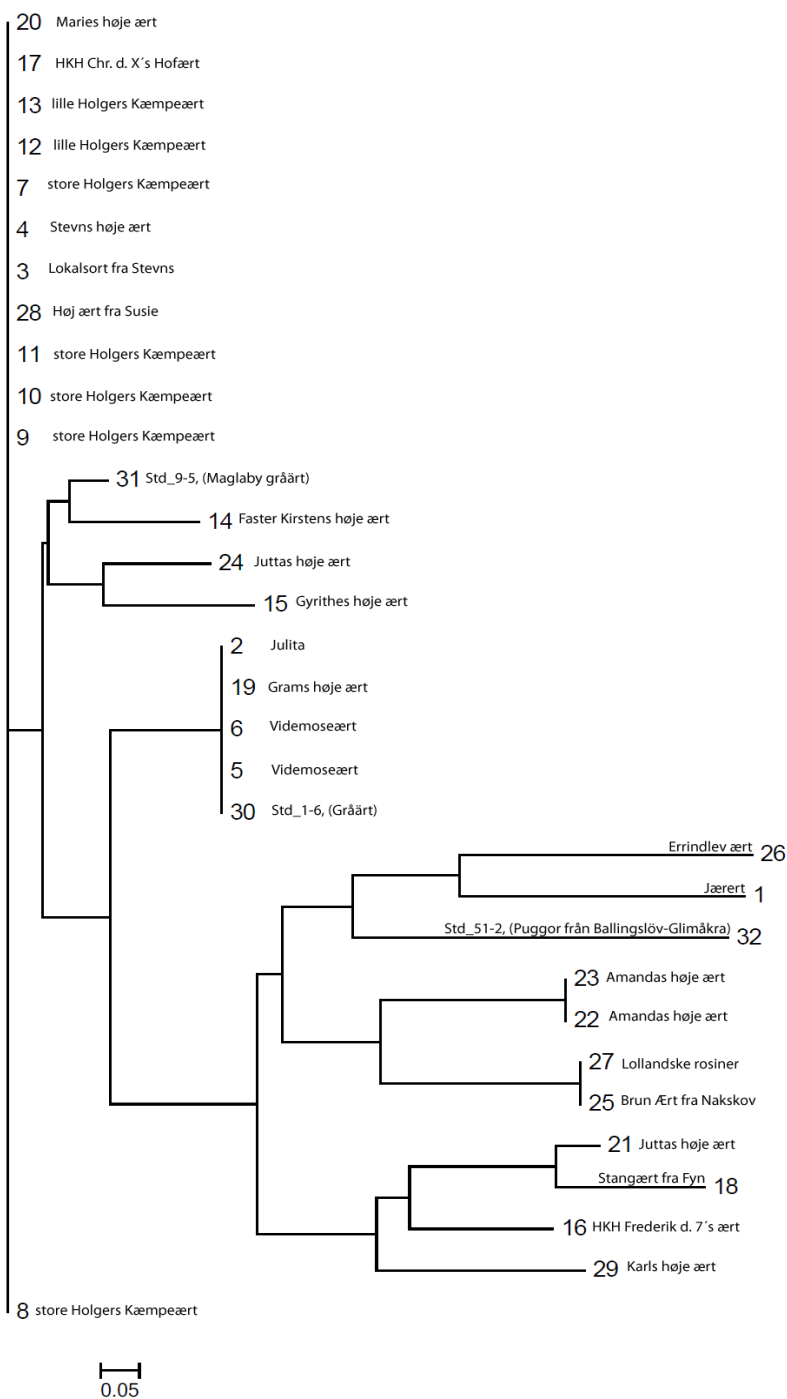 20 Maries høje ært
17 HKH Chr. d. X´s Hofært
13 lille Holgers Kæmpeært
12 lille Holgers Kæmpeært
7 store Holgers Kæmpeært
4 Stevns høje ært
3 Lokalsort fra Stevns
28 Høj ært fra Susie
11 store Holgers Kæmpeært
10 store Holgers Kæmpeært
9 store Holgers Kæmpeært
31 Std_9-5, (Maglaby gråärt)
14 Faster Kirstens høje ært
24 Juttas høje ært
15 Gyrithes høje ært
2 Julita
19 Grams høje ært
6 Videmoseært
5 Videmoseært
30 Std_1-6, (Gråärt)
Errindlev ært 26
Jærert 1
Std_51-2, (Puggor från Ballingslöv-Glimåkra) 32
23 Amandas høje ært
22 Amandas høje ært
27 Lollandske rosiner
25 Brun Ært fra Nakskov
21 Juttas høje ært
Stangært fra Fyn 18
16 HKH Frederik d. 7´s ært
29 Karls høje ært
8 store Holgers Kæmpeært
0.05